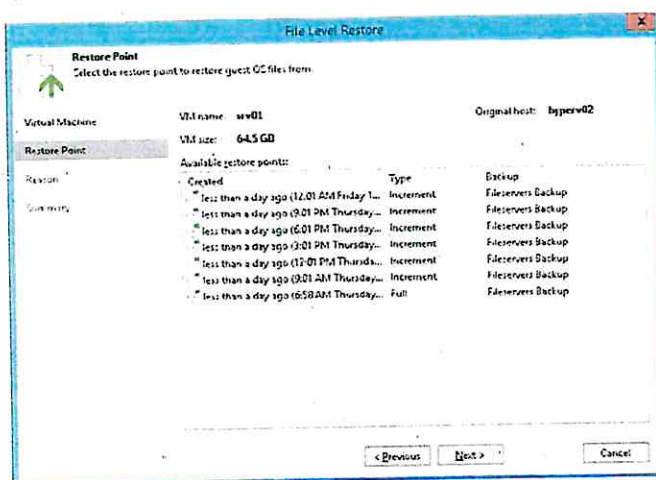 File Level Restore
Restore Point
Select the restore point to restore guest OS files from.
Virtual Machine
Restore Point
Reason
Summary
VM name: srv01
Original host: hyperv02
VM size: 64.5 GB
Available restore points:
Created Type Backup
less than a day ago (12:01 AM Friday 1... Increment Fileservers Backup
less than a day ago (9:01 PM Thursday... Increment Fileservers Backup
less than a day ago (6:01 PM Thursday... Increment Fileservers Backup
less than a day ago (3:01 PM Thursday... Increment Fileservers Backup
less than a day ago (12:01 PM Thursda... Increment Fileservers Backup
less than a day ago (9:01 AM Thursday... Increment Fileservers Backup
less than a day ago (6:58 AM Thursday... Full Fileservers Backup
< Previous
Next >
Cancel